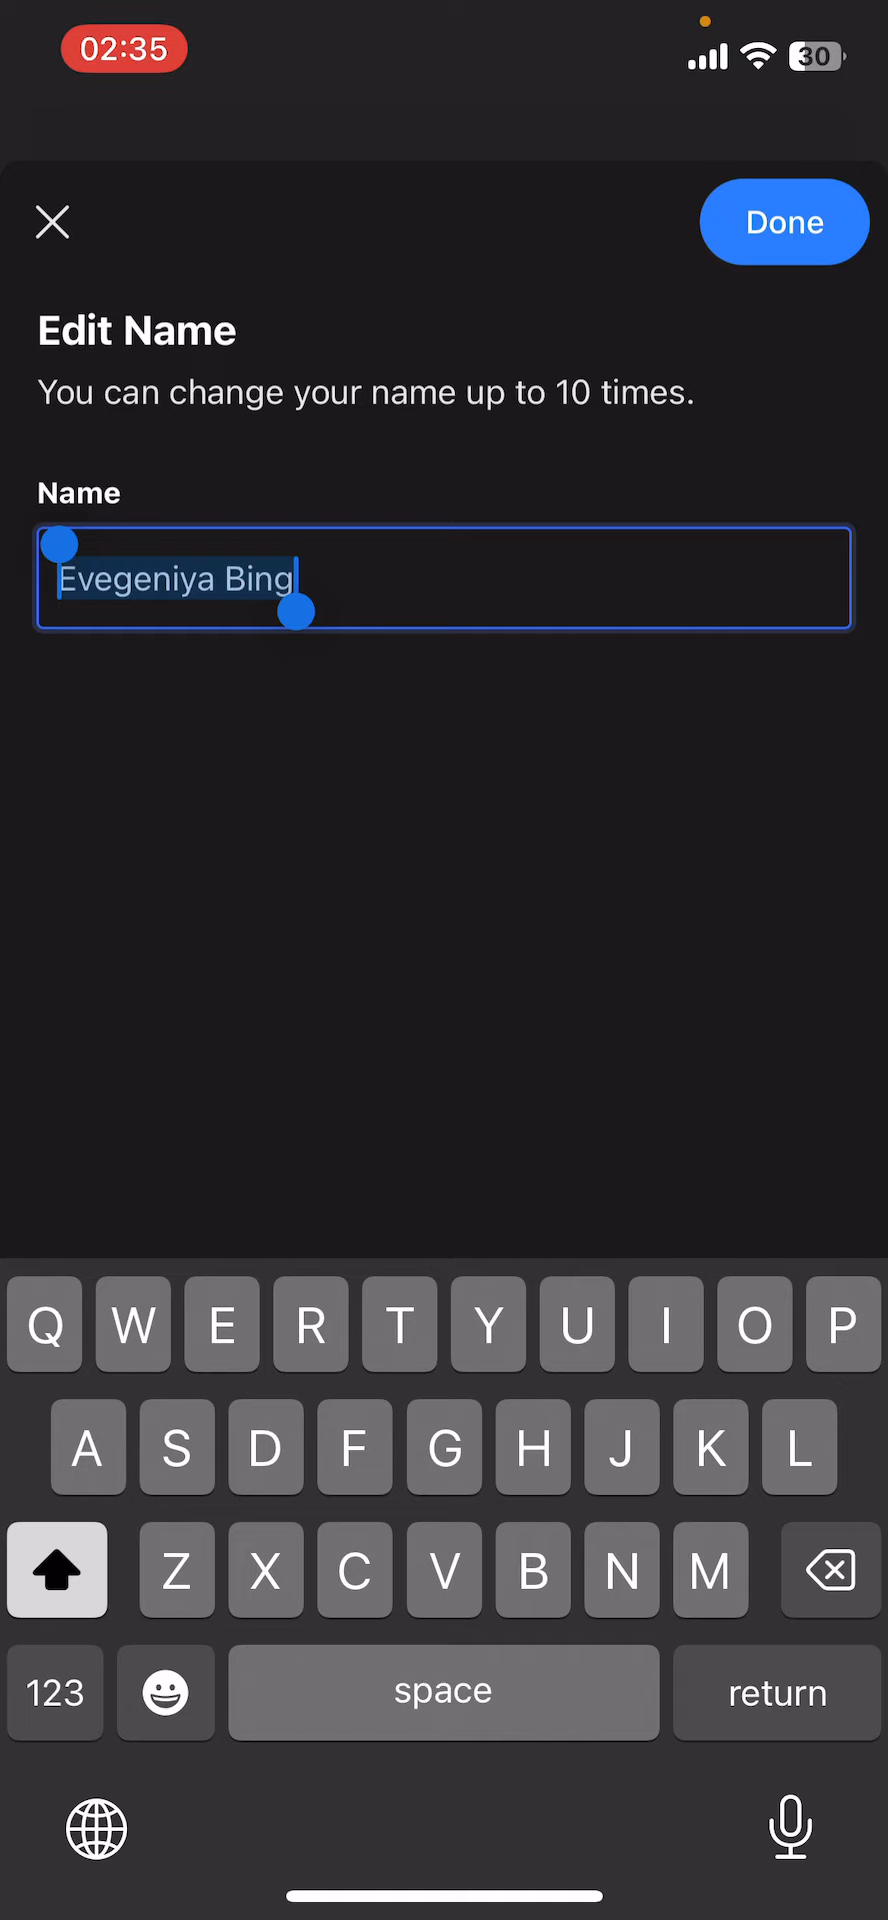 02:35
30
Done
Edit Name
You can change your name up to 10 times.
Name
Evegeniya Bing
Q W E R T Y U I O P
A S D F G H J K L
Z X C V B N M
123 space return